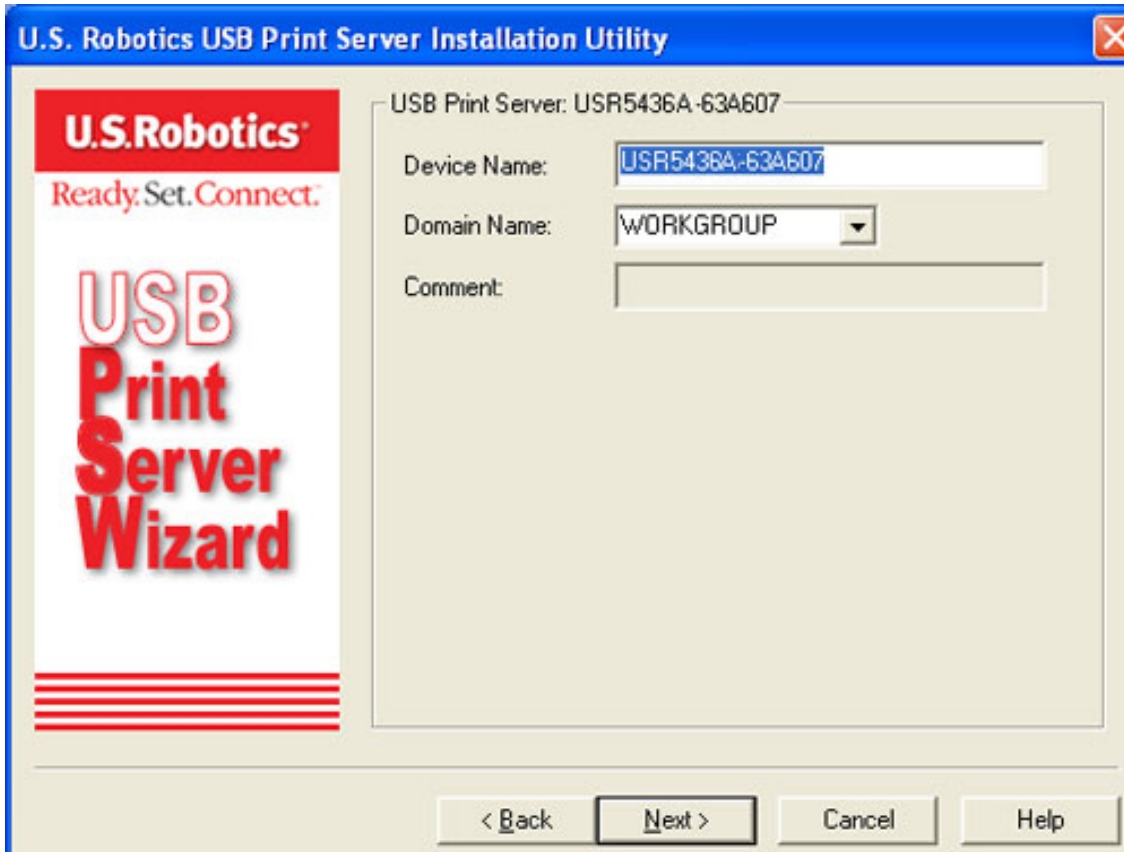 U.S. Robotics USB Print Server Installation Utility
U.S.Robotics®
Ready. Set. Connect.™
USB
Print
Server
Wizard
USB Print Server: USR5436A-63A607
Device Name: USR5436A-63A607
Domain Name: WORKGROUP
Comment:
< Back Next > Cancel Help